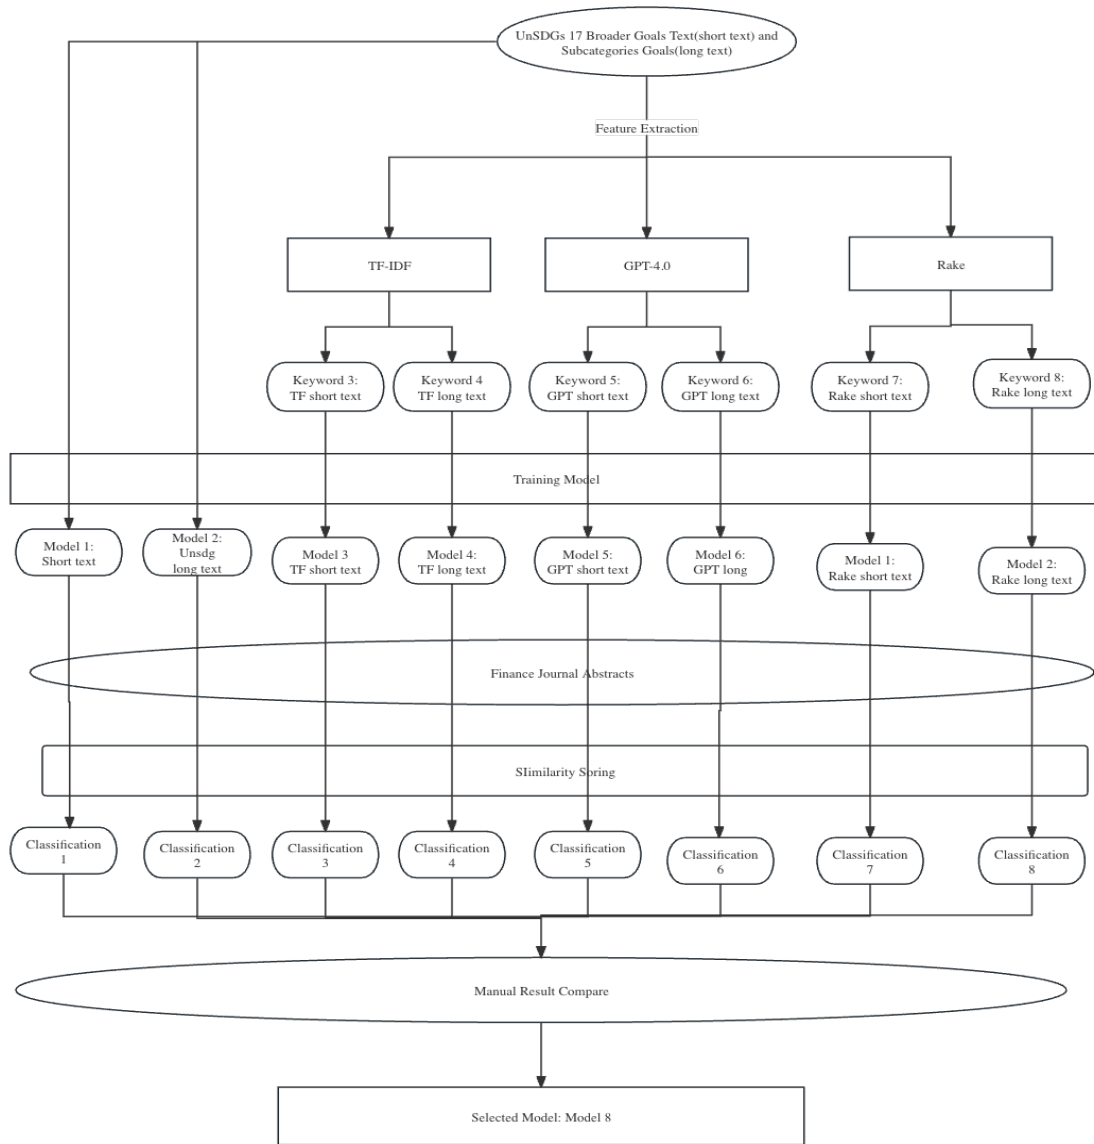 UnSDGs 17 Broader Goals Text(short text) and
Subcategories Goals(long text)
Feature Extraction
TF-IDF
GPT-4.0
Rake
Keyword 3:
TF short text
Keyword 4
TF long text
Keyword 5:
GPT short text
Keyword 6:
GPT long text
Keyword 7:
Rake short text
Keyword 8:
Rake long text
Training Model
Model 1:
Short text
Model 2:
Unsdg
long text
Model 3
TF short text
Model 4:
TF long text
Model 5:
GPT short text
Model 6:
GPT long
Model 1:
Rake short text
Model 2:
Rake long text
Finance Journal Abstracts
SIimilarity Soring
Classification
1
Classification
2
Classification
3
Classification
4
Classification
5
Classification
6
Classification
7
Classification
8
Manual Result Compare
Selected Model: Model 8